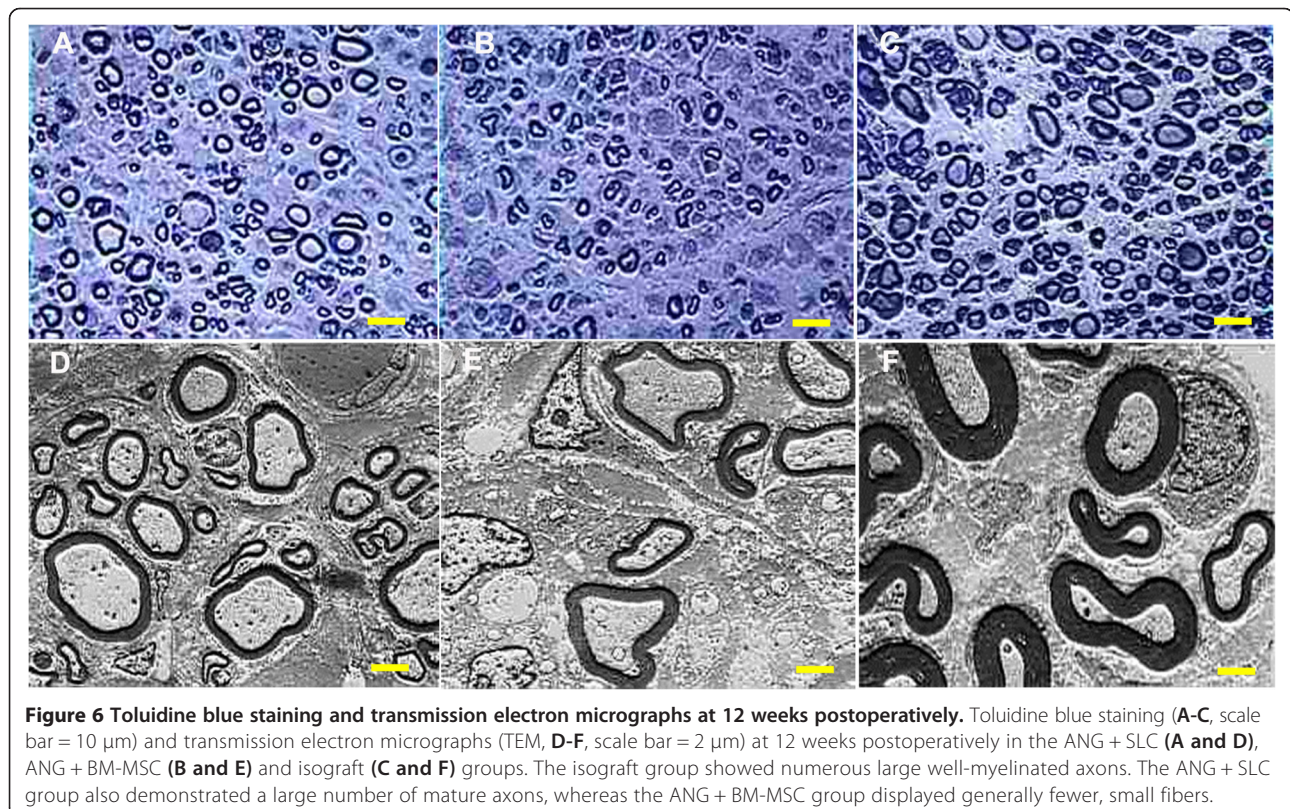 A
B
C
D
E
F
Figure 6 Toluidine blue staining and transmission electron micrographs at 12 weeks postoperatively. Toluidine blue staining (A-C, scale
bar = 10 μm) and transmission electron micrographs (TEM, D-F, scale bar = 2 μm) at 12 weeks postoperatively in the ANG + SLC (A and D),
ANG + BM-MSC (B and E) and isograft (C and F) groups. The isograft group showed numerous large well-myelinated axons. The ANG + SLC
group also demonstrated a large number of mature axons, whereas the ANG + BM-MSC group displayed generally fewer, small fibers.